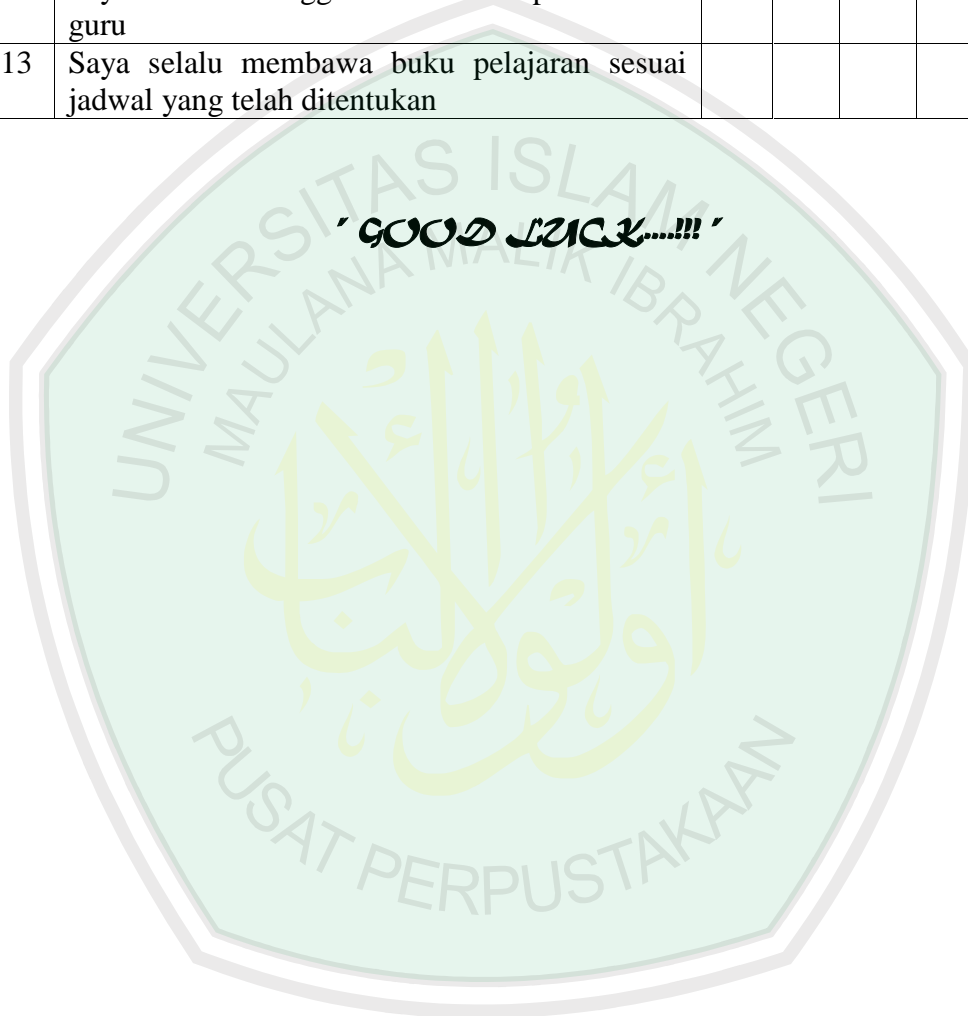 guru
13 Saya selalu membawa buku pelajaran sesuai
jadwal yang telah ditentukan
" GOOD LUCK....!!! "
UNIVERSITAS ISLAM NEGERI
MAULANA MALIK IBRAHIM
PUSAT PERPUSTAKAAN